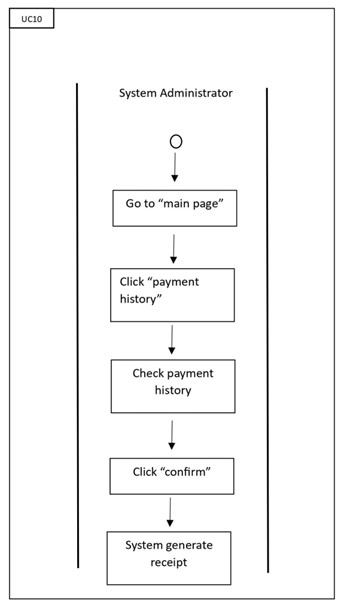 UC10
System Administrator
Go to “main page”
Click “payment
history”
Check payment
history
Click “confirm”
System generate
receipt